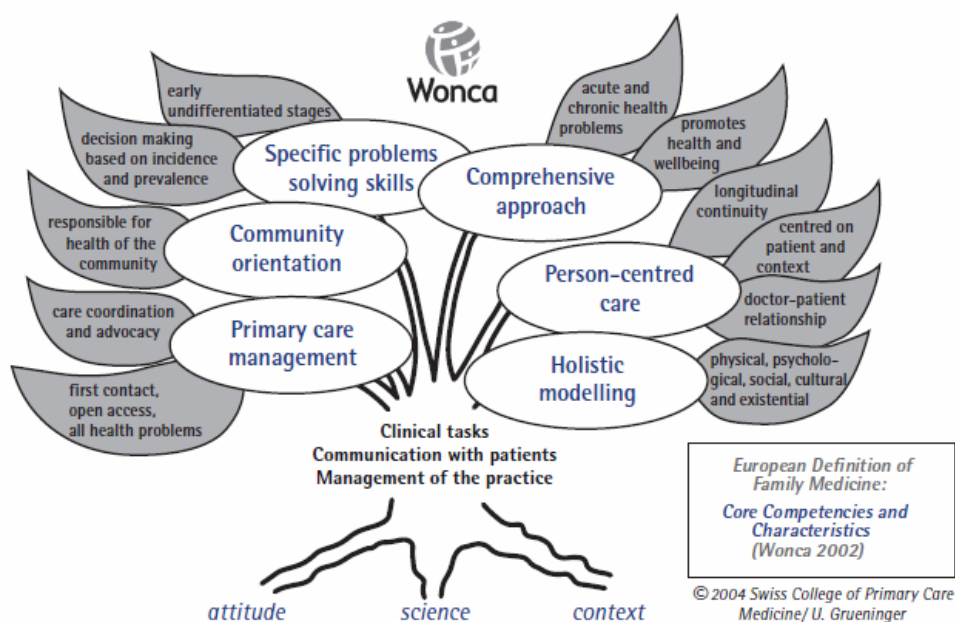 Wonca
early
undifferentiated stages
decision making
based on incidence
and prevalence
Specific problems
solving skills
responsible for
health of the
community
Community
orientation
care coordination
and advocacy
Primary care
management
first contact,
open access,
all health problems
acute and
chronic health
problems
promotes
health and
wellbeing
Comprehensive
approach
longitudinal
continuity
centred on
patient and
context
Person-centred
care
doctor-patient
relationship
Holistic
modelling
physical, psycholo-
gical, social, cultural
and existential
Clinical tasks
Communication with patients
Management of the practice
attitude
science
context
European Definition of
Family Medicine:
Core Competencies and
Characteristics
(Wonca 2002)
© 2004 Swiss College of Primary Care
Medicine/ U. Grueninger